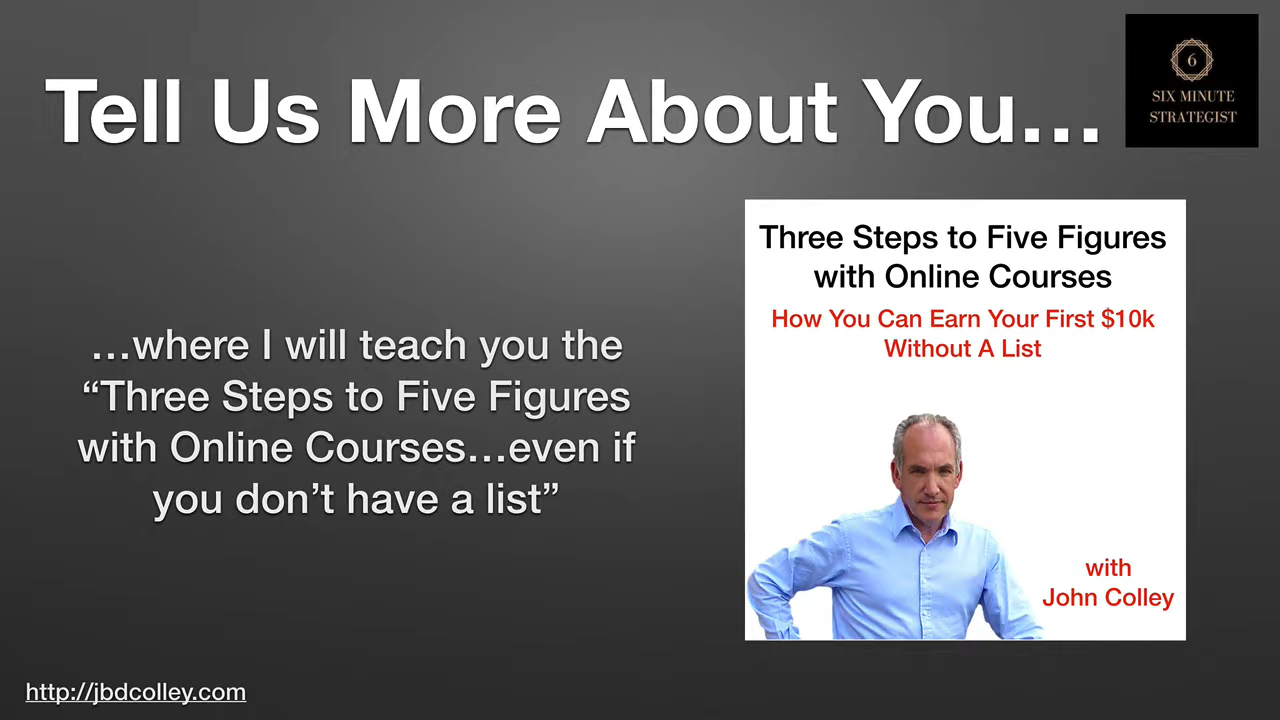 Tell Us More About You…
6
SIX MINUTE
STRATEGIST
…where I will teach you the
“Three Steps to Five Figures
with Online Courses…even if
you don’t have a list”
Three Steps to Five Figures
with Online Courses
How You Can Earn Your First $10k
Without A List
with
John Colley
http://jbdcolley.com